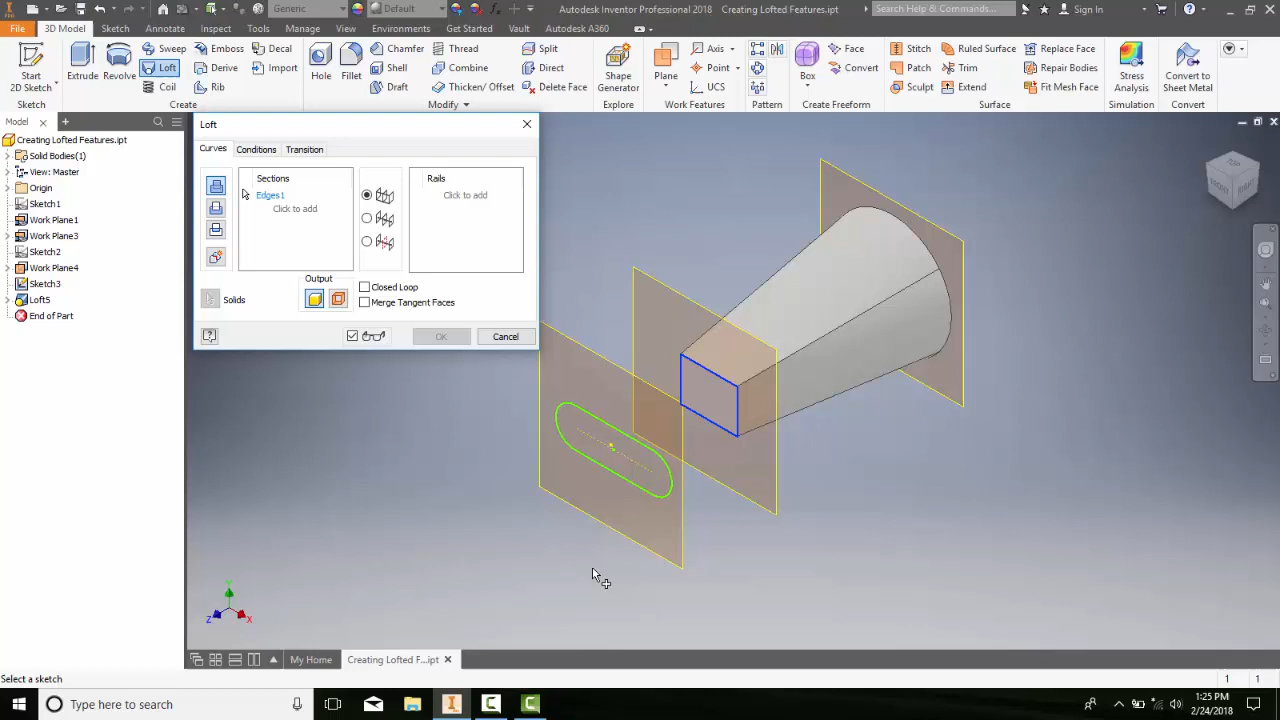 Generic
Default
Autodesk Inventor Professional 2018
Creating Lofted Features.ipt
Search Help & Commands...
Sign In
File
3D Model
Sketch
Annotate
Inspect
Tools
Manage
View
Environments
Get Started
Vault
Autodesk A360
Start
2D Sketch
Extrude
Revolve
Sweep
Loft
Coil
Emboss
Derive
Rib
Decal
Import
Hole
Fillet
Chamfer
Shell
Draft
Thread
Combine
Thicken/ Offset
Split
Direct
Delete Face
Shape
Generator
Plane
Axis
Point
UCS
Box
Face
Convert
Stitch
Patch
Sculpt
Ruled Surface
Trim
Extend
Replace Face
Repair Bodies
Fit Mesh Face
Stress
Analysis
Convert to
Sheet Metal
Sketch
Create
Modify
Explore
Work Features
Pattern
Create Freeform
Surface
Simulation
Convert
Model
Creating Lofted Features.ipt
Solid Bodies(1)
View: Master
Origin
Sketch1
Work Plane1
Work Plane3
Sketch2
Work Plane4
Sketch3
Loft5
End of Part
Loft
Curves
Conditions
Transition
Sections
Edges1
Click to add
Rails
Click to add
Solids
Output
Closed Loop
Merge Tangent Faces
OK
Cancel
FRONT
RIGHT
Y
Z
X
My Home
Creating Lofted F...ipt
Select a sketch
1
1
Type here to search
1:25 PM
2/24/2018